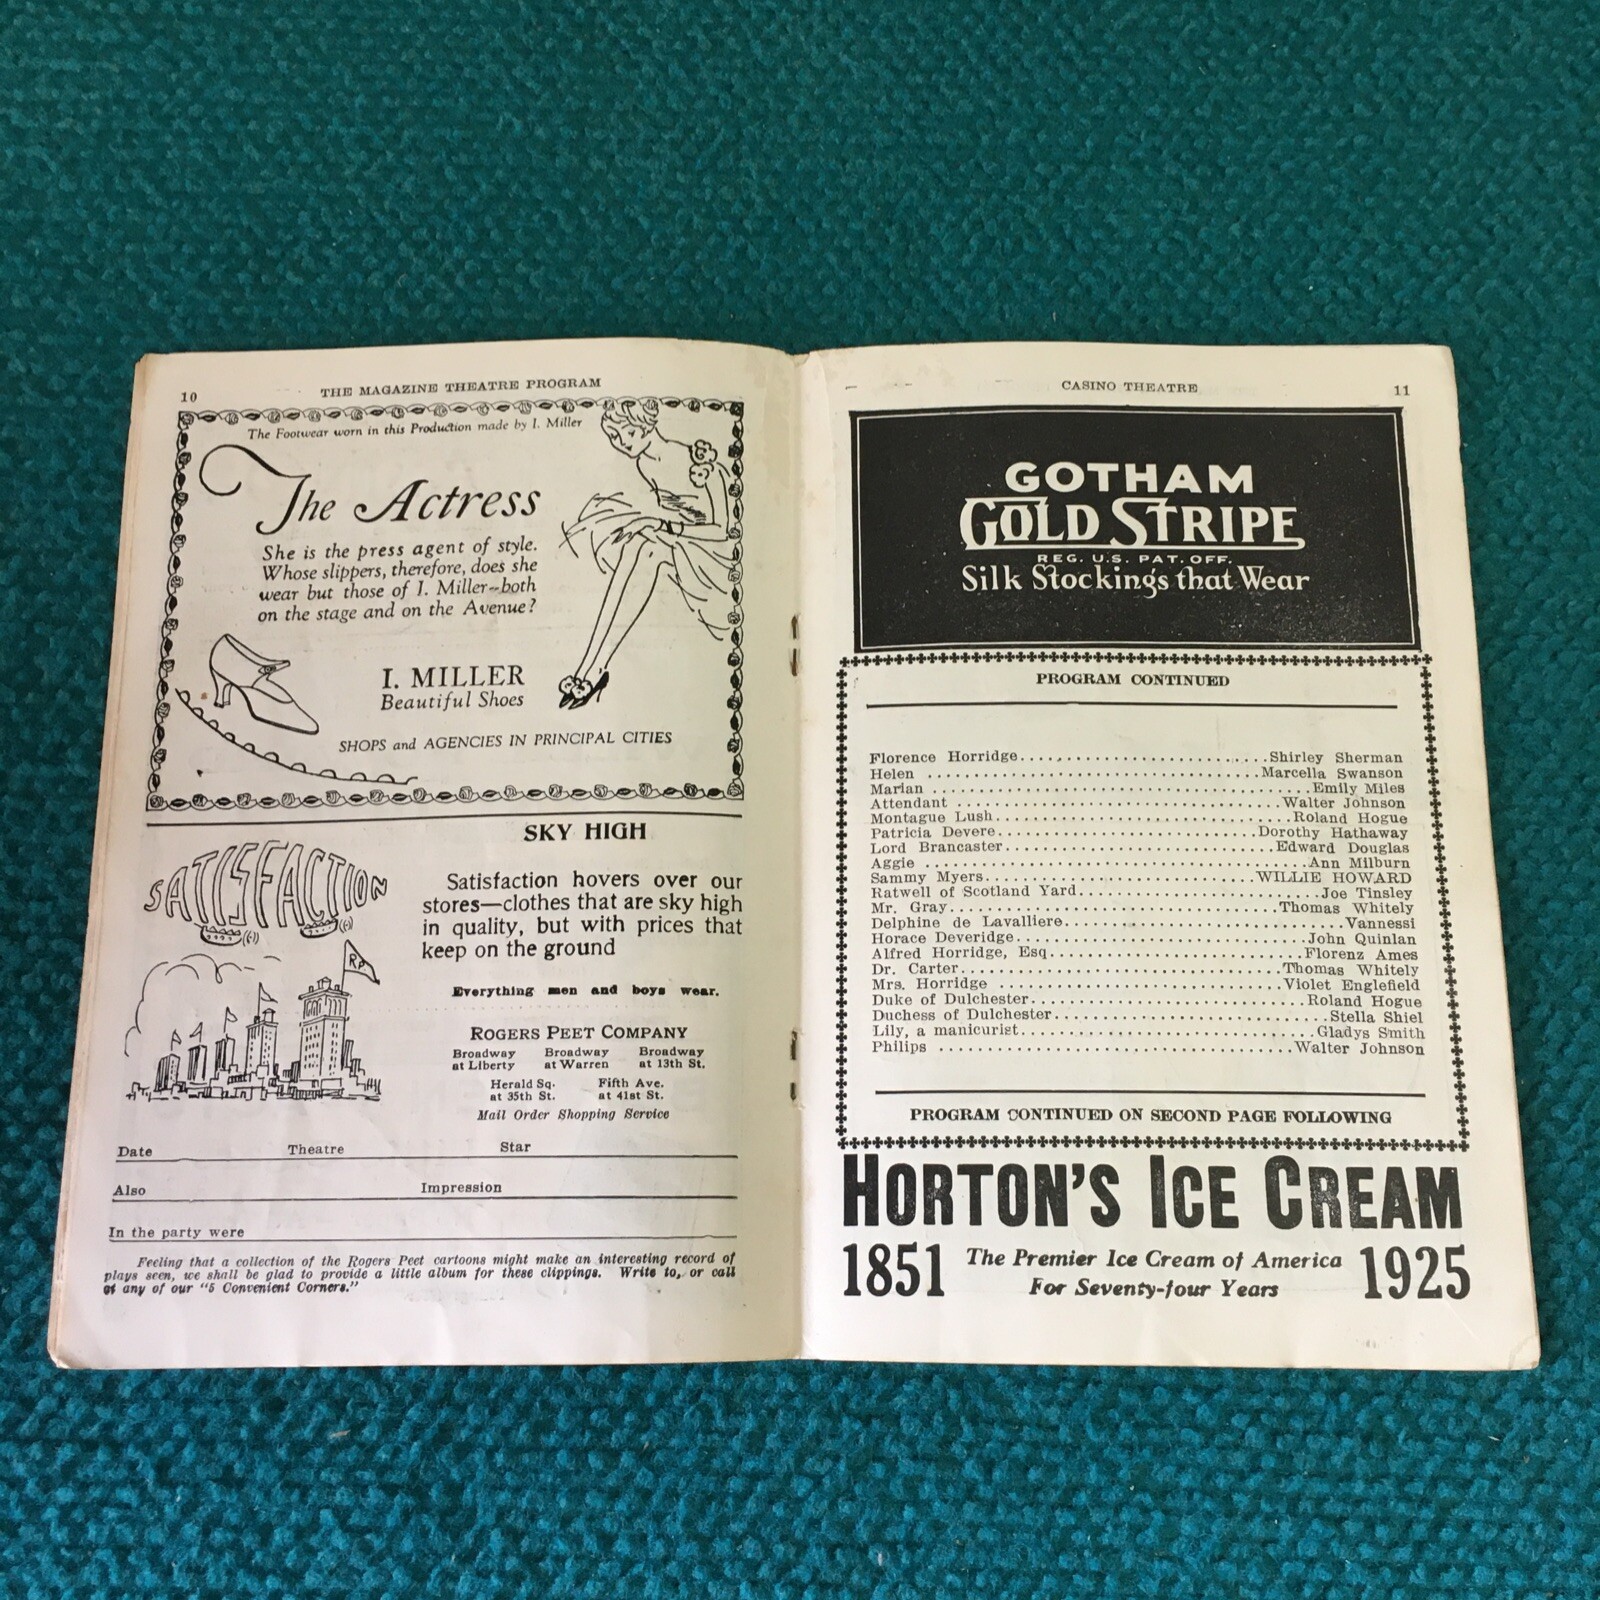 10
THE MAGAZINE THEATRE PROGRAM
The Footwear worn in this Production made by I. Miller
The Actress
She is the press agent of style.
Whose slippers, therefore, does she
wear but those of I. Miller--both
on the stage and on the Avenue?
I. MILLER
Beautiful Shoes
SHOPS and AGENCIES IN PRINCIPAL CITIES
SKY HIGH
SATISFACTION
Satisfaction hovers over our
stores—clothes that are sky high
in quality, but with prices that
keep on the ground
RP
Everything men and boys wear.
ROGERS PEET COMPANY
Broadway Broadway Broadway
at Liberty at Warren at 13th St.
Herald Sq. Fifth Ave.
at 35th St. at 41st St.
Mail Order Shopping Service
Date Theatre Star
Also Impression
In the party were
Feeling that a collection of the Rogers Peet cartoons might make an interesting record of
plays seen, we shall be glad to provide a little album for these clippings. Write to, or call
at any of our "5 Convenient Corners."
CASINO THEATRE
11
GOTHAM
GOLD STRIPE
REG. U.S. PAT. OFF.
Silk Stockings that Wear
PROGRAM CONTINUED
Florence Horridge..............................Shirley Sherman
Helen ........................................Marcella Swanson
Marian .............................................Emily Miles
Attendant ......................................Walter Johnson
Montague Lush...................................Roland Hogue
Patricia Devere..............................Dorothy Hathaway
Lord Brancaster...............................Edward Douglas
Aggie ..............................................Ann Milburn
Sammy Myers................................WILLIE HOWARD
Ratwell of Scotland Yard............................Joe Tinsley
Mr. Gray.......................................Thomas Whitely
Delphine de Lavalliere.................................Vannessi
Horace Deveridge...................................John Quinlan
Alfred Horridge, Esq..............................Florenz Ames
Dr. Carter.....................................Thomas Whitely
Mrs. Horridge .................................Violet Englefield
Duke of Dulchester................................Roland Hogue
Duchess of Dulchester...............................Stella Shiel
Lily, a manicurist.................................Gladys Smith
Philips .........................................Walter Johnson
PROGRAM CONTINUED ON SECOND PAGE FOLLOWING
HORTON'S ICE CREAM
1851 The Premier Ice Cream of America 1925
For Seventy-four Years